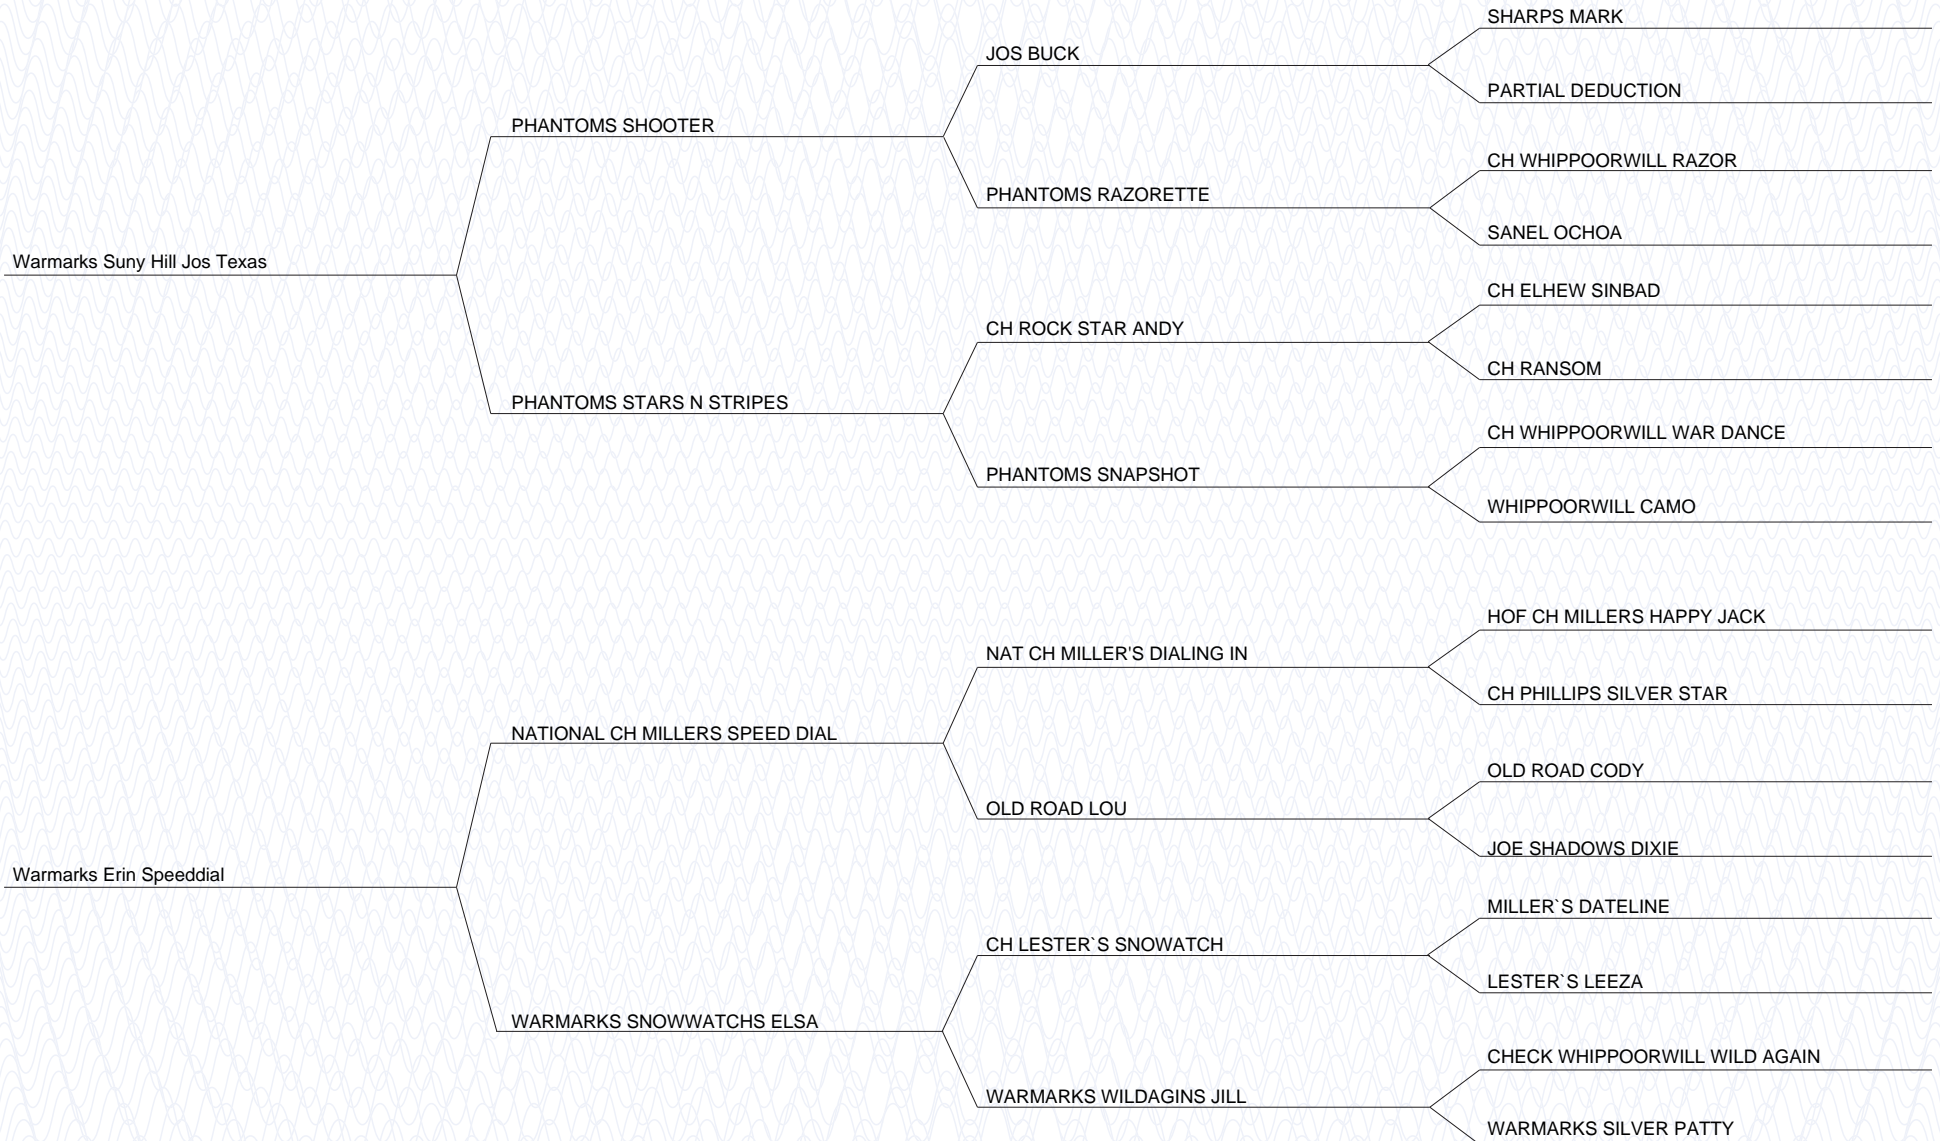 SHARPS MARK
JOS BUCK
PARTIAL DEDUCTION
PHANTOMS SHOOTER
CH WHIPPOORWILL RAZOR
PHANTOMS RAZORETTE
SANEL OCHOA
Warmarks Suny Hill Jos Texas
CH ELHEW SINBAD
CH ROCK STAR ANDY
CH RANSOM
PHANTOMS STARS N STRIPES
CH WHIPPOORWILL WAR DANCE
PHANTOMS SNAPSHOT
WHIPPOORWILL CAMO
HOF CH MILLERS HAPPY JACK
NAT CH MILLER'S DIALING IN
CH PHILLIPS SILVER STAR
NATIONAL CH MILLERS SPEED DIAL
OLD ROAD CODY
OLD ROAD LOU
JOE SHADOWS DIXIE
Warmarks Erin Speeddial
MILLER`S DATELINE
CH LESTER`S SNOWATCH
LESTER`S LEEZA
WARMARKS SNOWWATCHS ELSA
CHECK WHIPPOORWILL WILD AGAIN
WARMARKS WILDAGINS JILL
WARMARKS SILVER PATTY